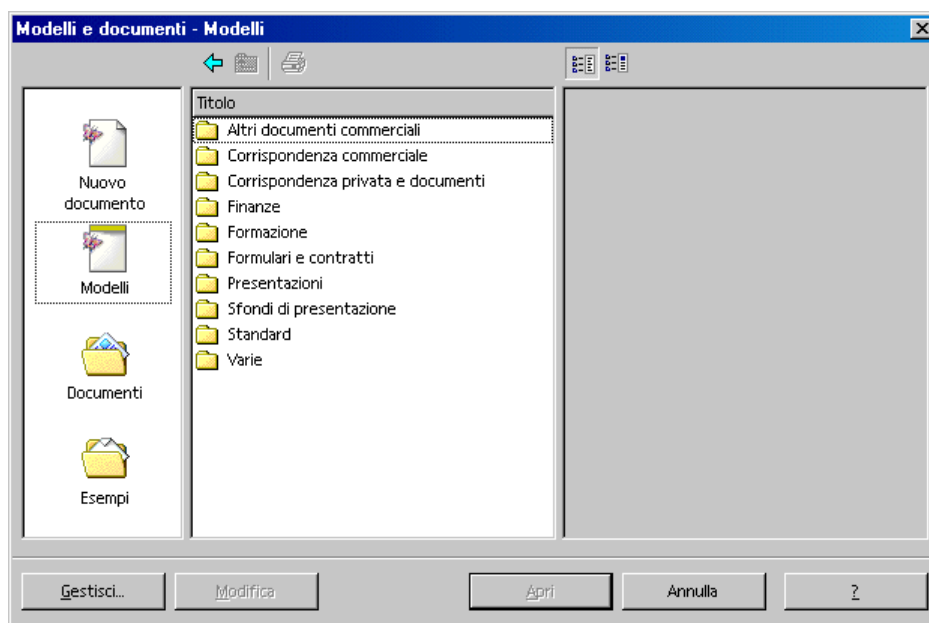 Modelli e documenti - Modelli
Titolo
Nuovo
documento
Modelli
Documenti
Esempi
Altri documenti commerciali
Corrispondenza commerciale
Corrispondenza privata e documenti
Finanze
Formazione
Formulari e contratti
Presentazioni
Sfondi di presentazione
Standard
Varie
Gestisci...
Modifica
Apri
Annulla
?